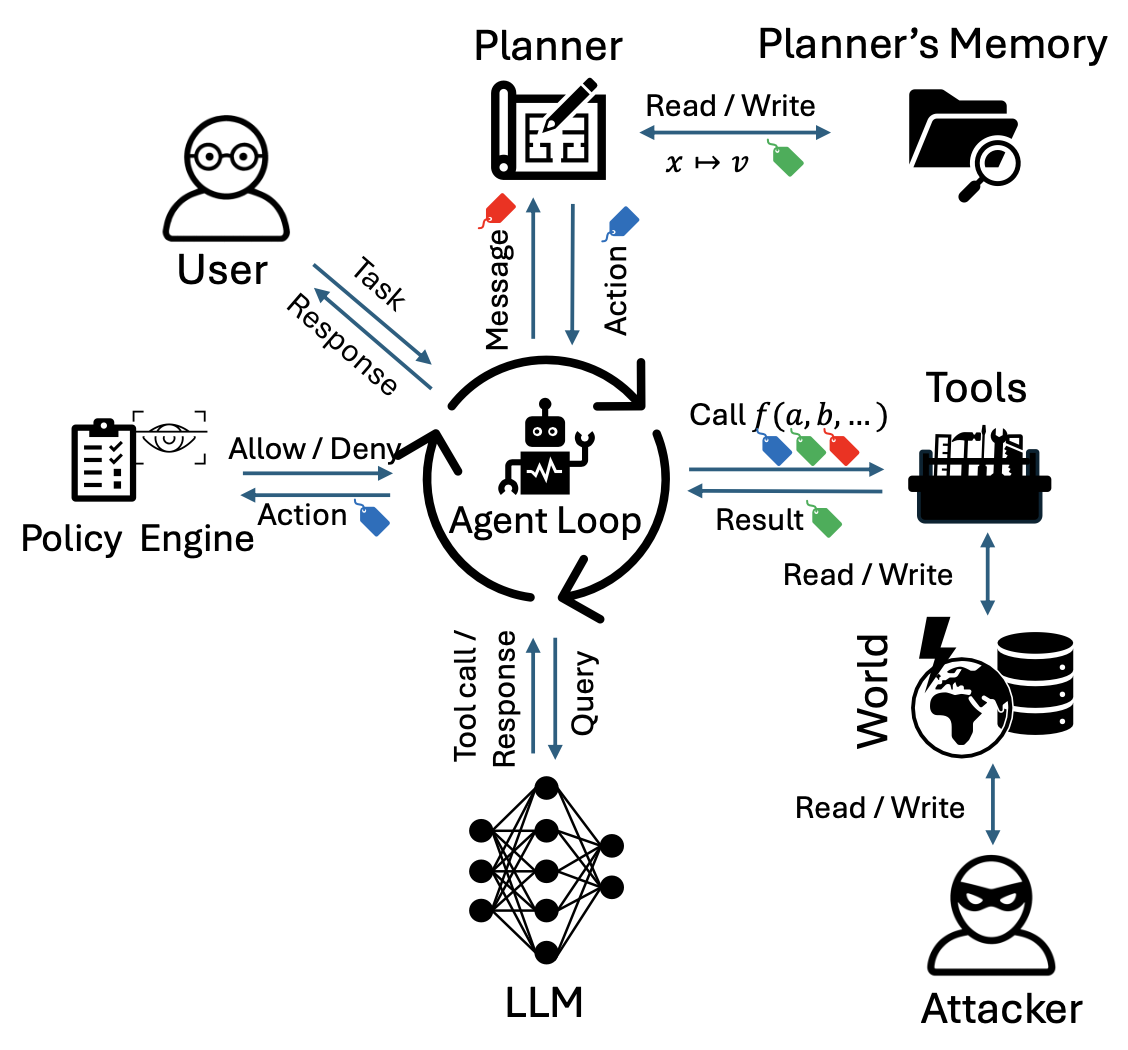 Planner
Planner's Memory
Read / Write
x ↦ v
User
Message
Action
Task
Response
Tools
Call f(a, b, … )
Allow / Deny
Action
Policy Engine
Agent Loop
Result
Read / Write
World
Tool call /
Response
Query
Read / Write
LLM
Attacker